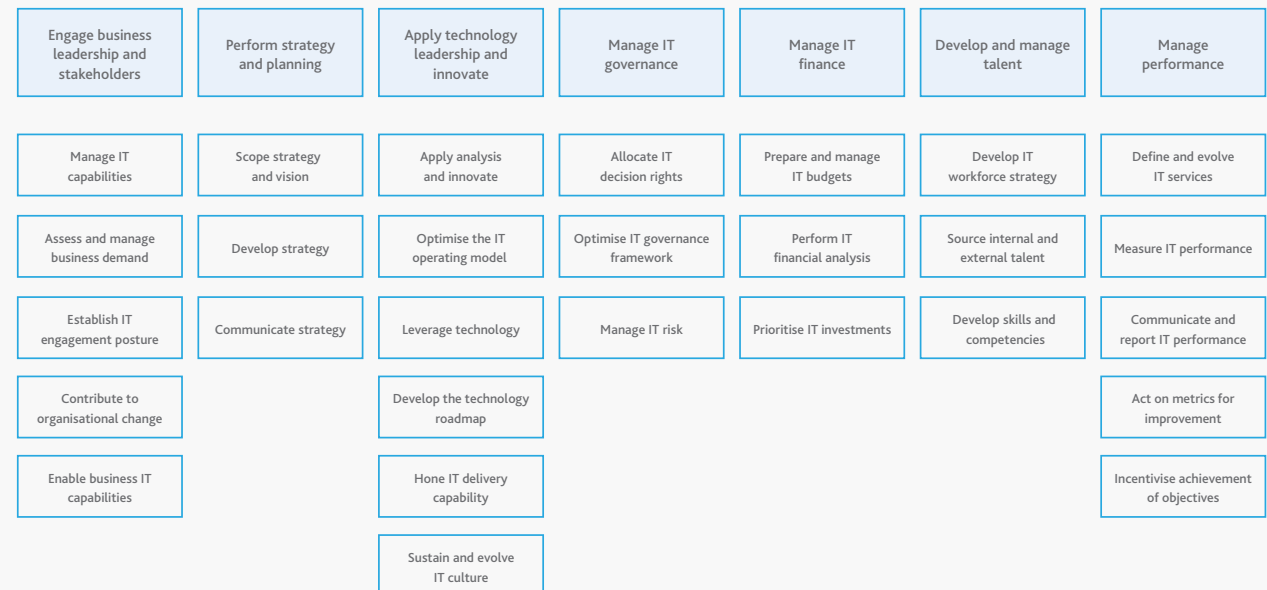 Engage business
leadership and
stakeholders
Perform strategy
and planning
Apply technology
leadership and
innovate
Manage IT
governance
Manage IT
finance
Develop and manage
talent
Manage
performance
Manage IT
capabilities
Scope strategy
and vision
Apply analysis
and innovate
Allocate IT
decision rights
Prepare and manage
IT budgets
Develop IT
workforce strategy
Define and evolve
IT services
Assess and manage
business demand
Develop strategy
Optimise the IT
operating model
Optimise IT governance
framework
Perform IT
financial analysis
Source internal and
external talent
Measure IT performance
Establish IT
engagement posture
Communicate strategy
Leverage technology
Manage IT risk
Prioritise IT investments
Develop skills and
competencies
Communicate and
report IT performance
Contribute to
organisational change
Develop the technology
roadmap
Act on metrics for
improvement
Enable business IT
capabilities
Hone IT delivery
capability
Incentivise achievement
of objectives
Sustain and evolve
IT culture